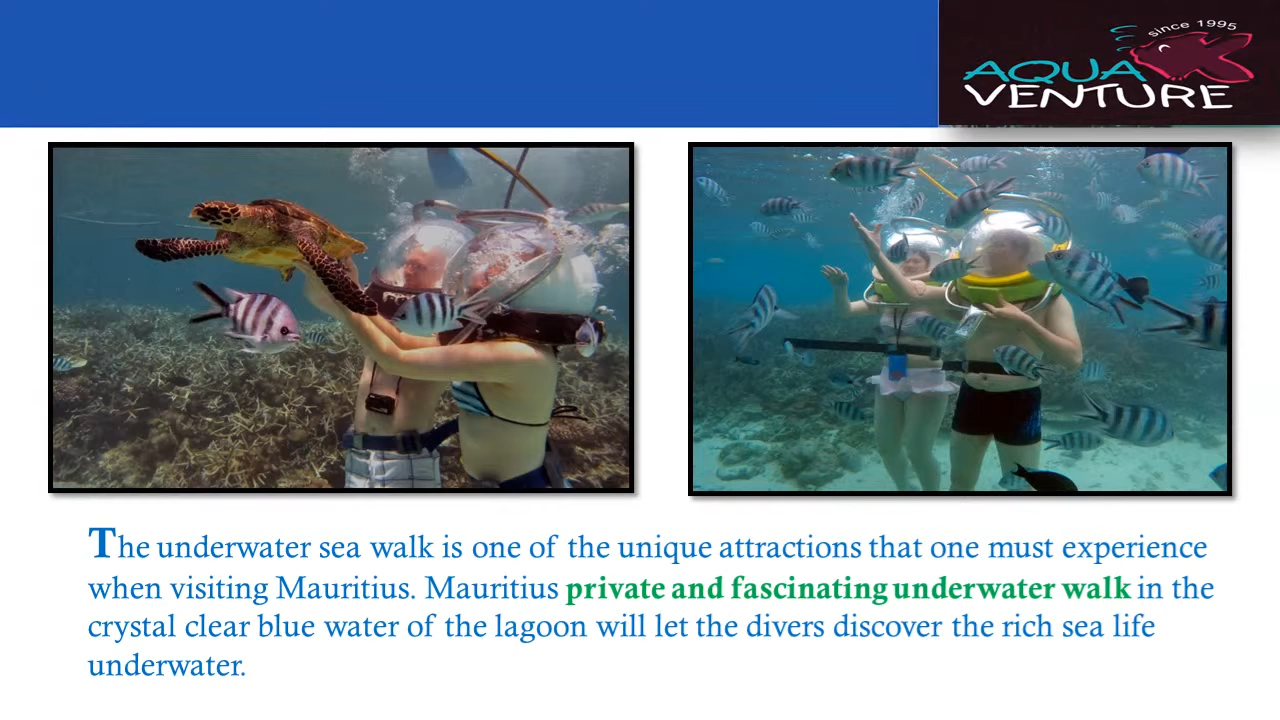 since 1995
AQUA
VENTURE
The underwater sea walk is one of the unique attractions that one must experience
when visiting Mauritius. Mauritius private and fascinating underwater walk in the
crystal clear blue water of the lagoon will let the divers discover the rich sea life
underwater.